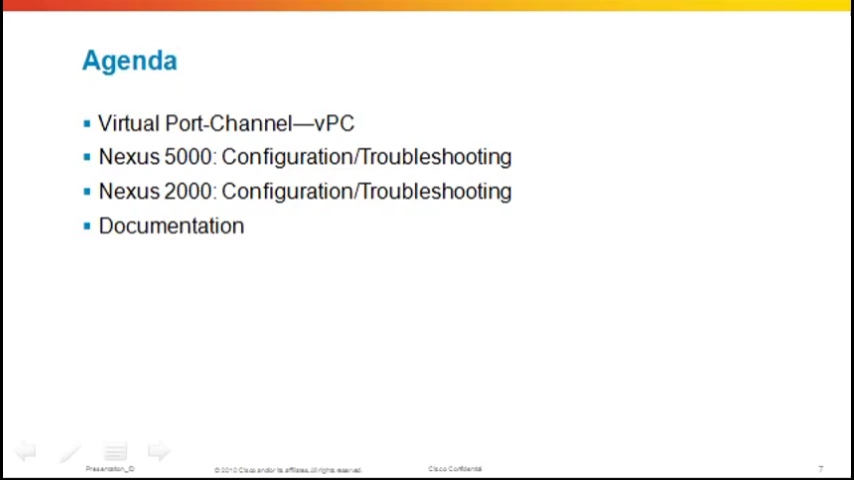 Agenda
Virtual Port-Channel—vPC
Nexus 5000: Configuration/Troubleshooting
Nexus 2000: Configuration/Troubleshooting
Documentation
Presentation_ID
© 2010 Cisco and/or its affiliates. All rights reserved.
Cisco Confidential
7